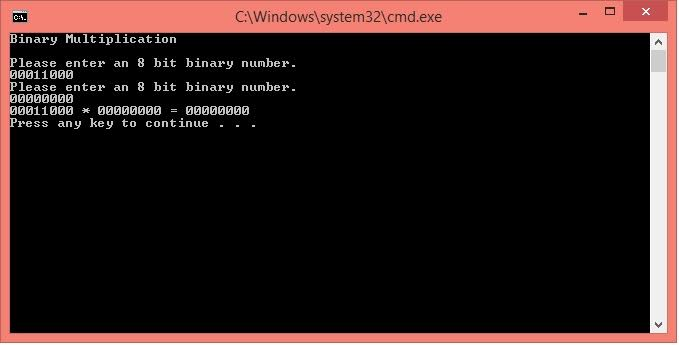 C:\Windows\system32\cmd.exe
Binary Multiplication
Please enter an 8 bit binary number.
00011000
Please enter an 8 bit binary number.
00000000
00011000 * 00000000 = 00000000
Press any key to continue . . .